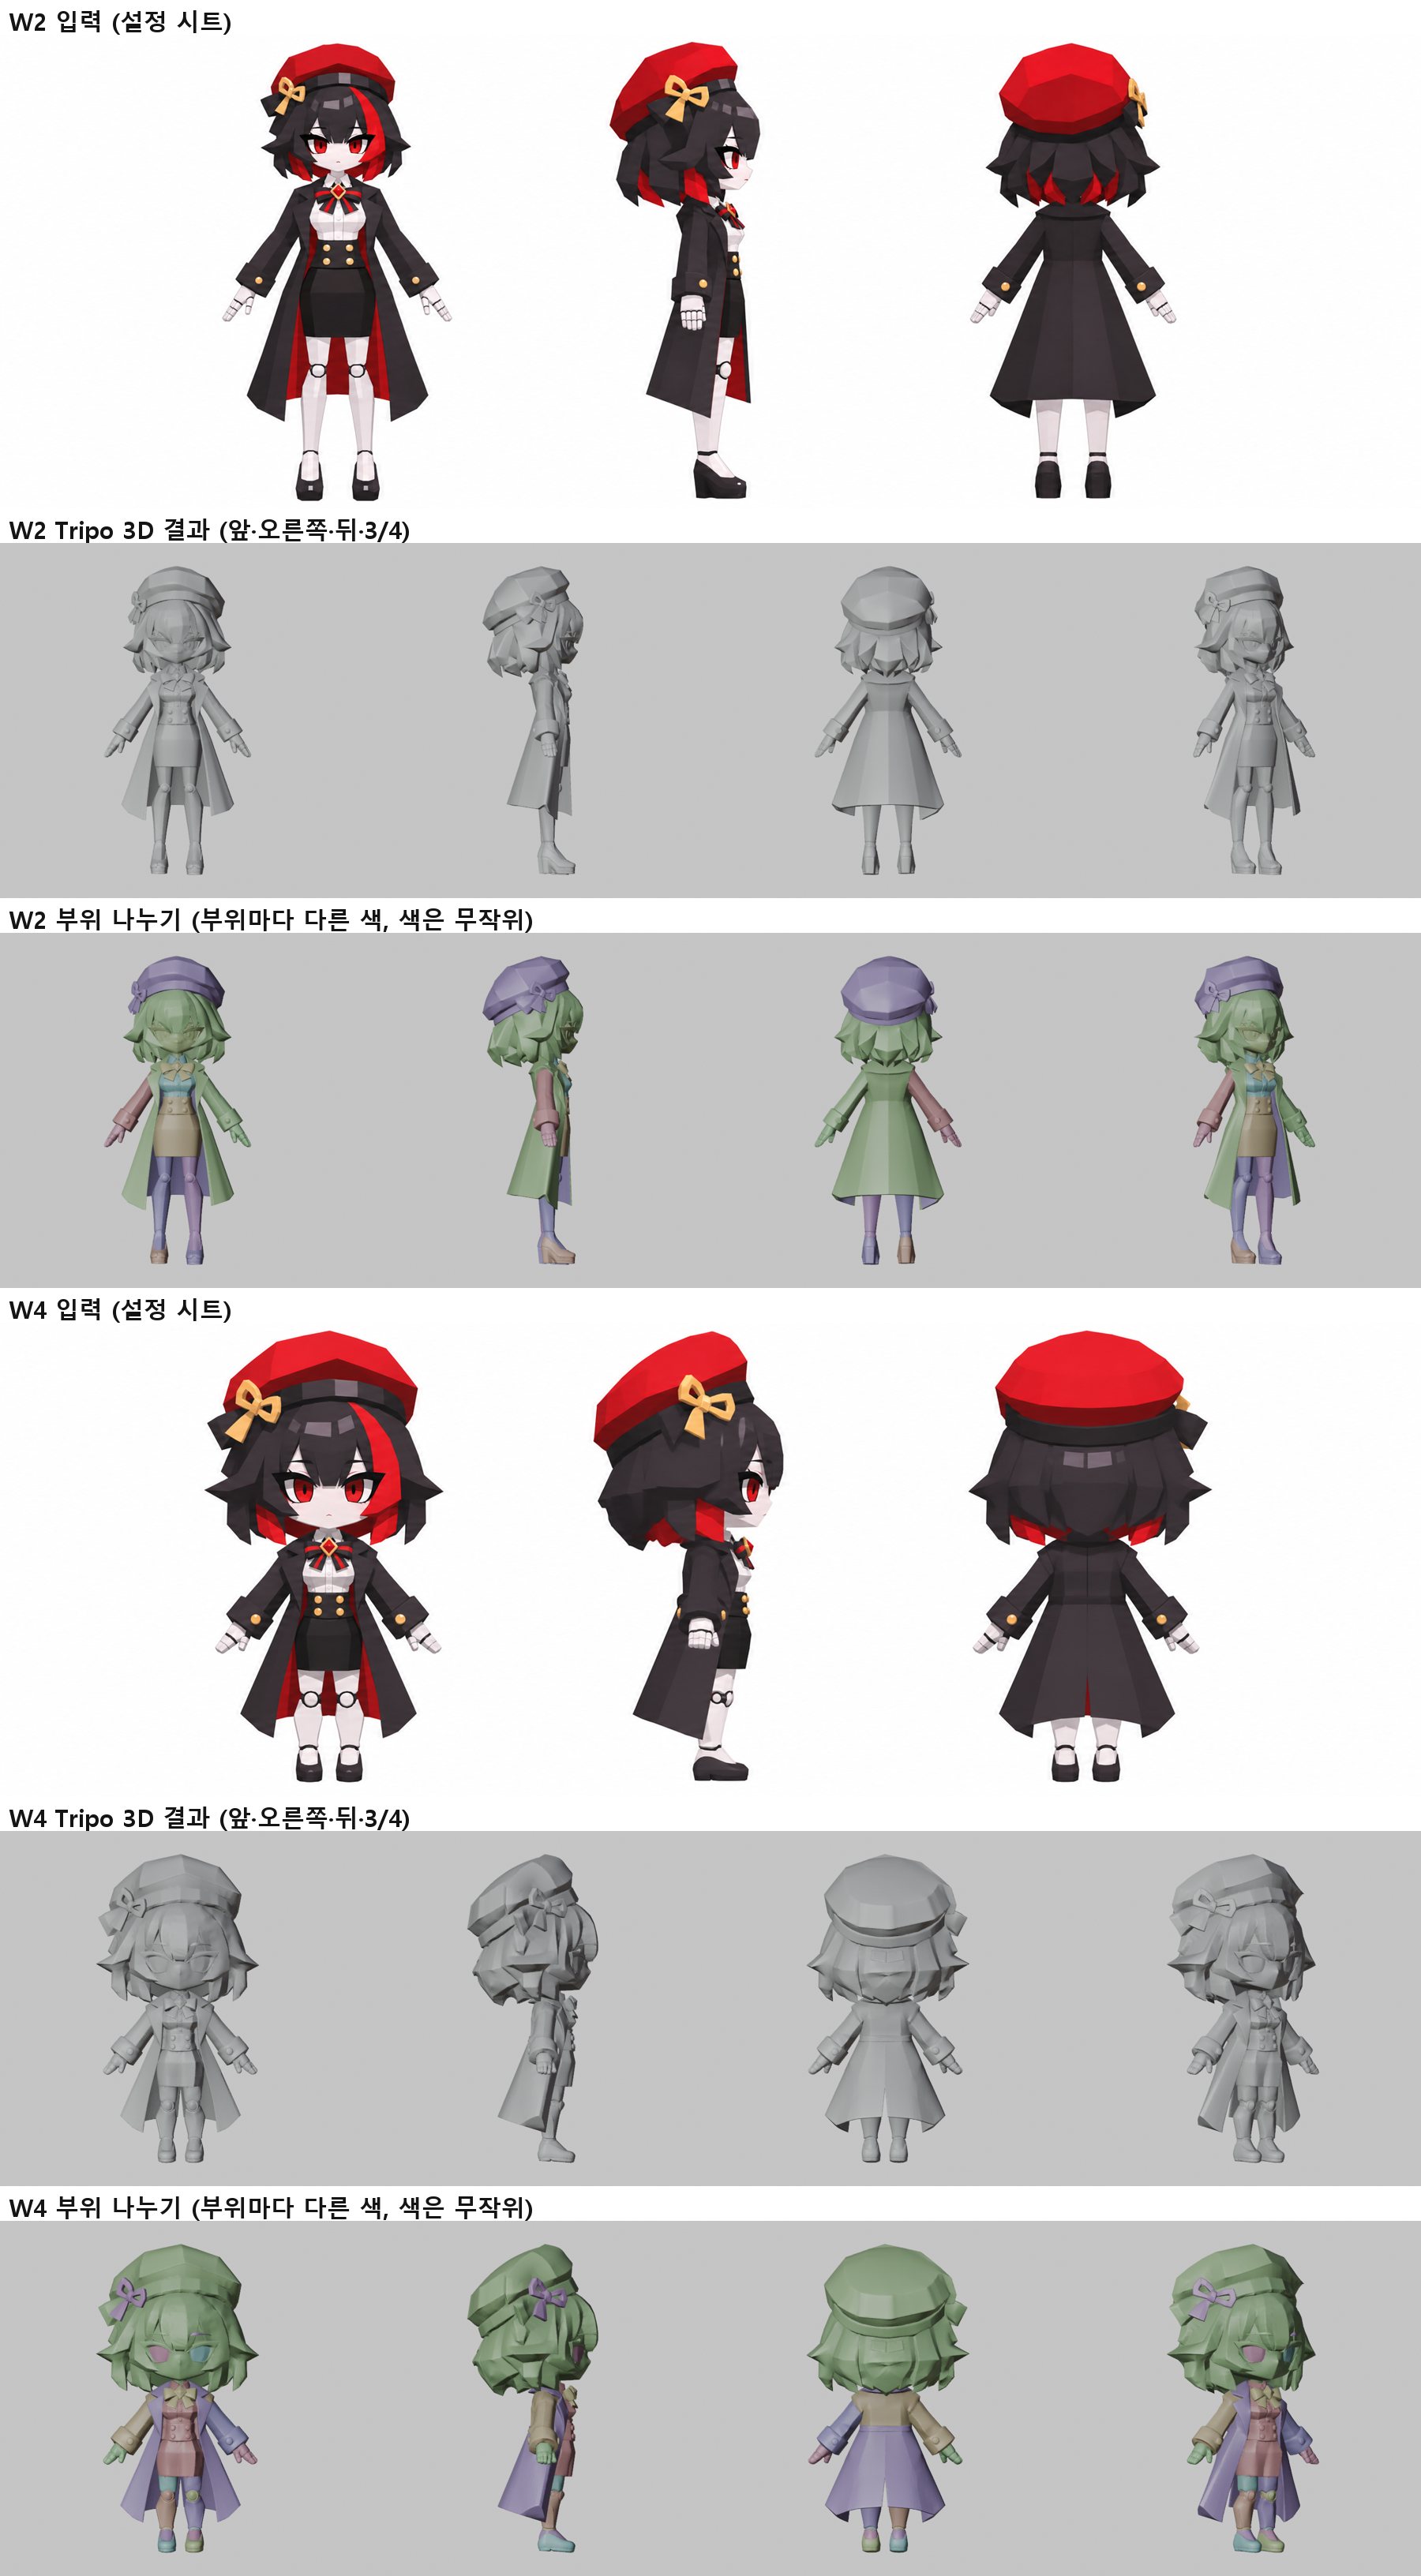 W2 입력 (설정 시트)
W2 Tripo 3D 결과 (앞·오른쪽·뒤·3/4)
W2 부위 나누기 (부위마다 다른 색, 색은 무작위)
W4 입력 (설정 시트)
W4 Tripo 3D 결과 (앞·오른쪽·뒤·3/4)
W4 부위 나누기 (부위마다 다른 색, 색은 무작위)